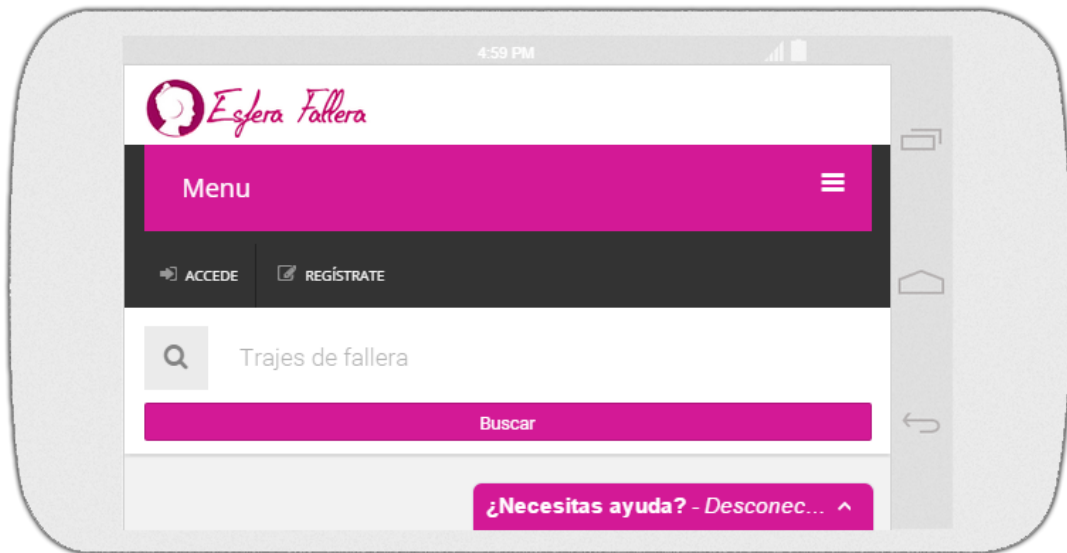 4:59 PM
Esfera Fallera
Menu
ACCEDE REGÍSTRATE
Trajes de fallera
Buscar
¿Necesitas ayuda? - Desconec...